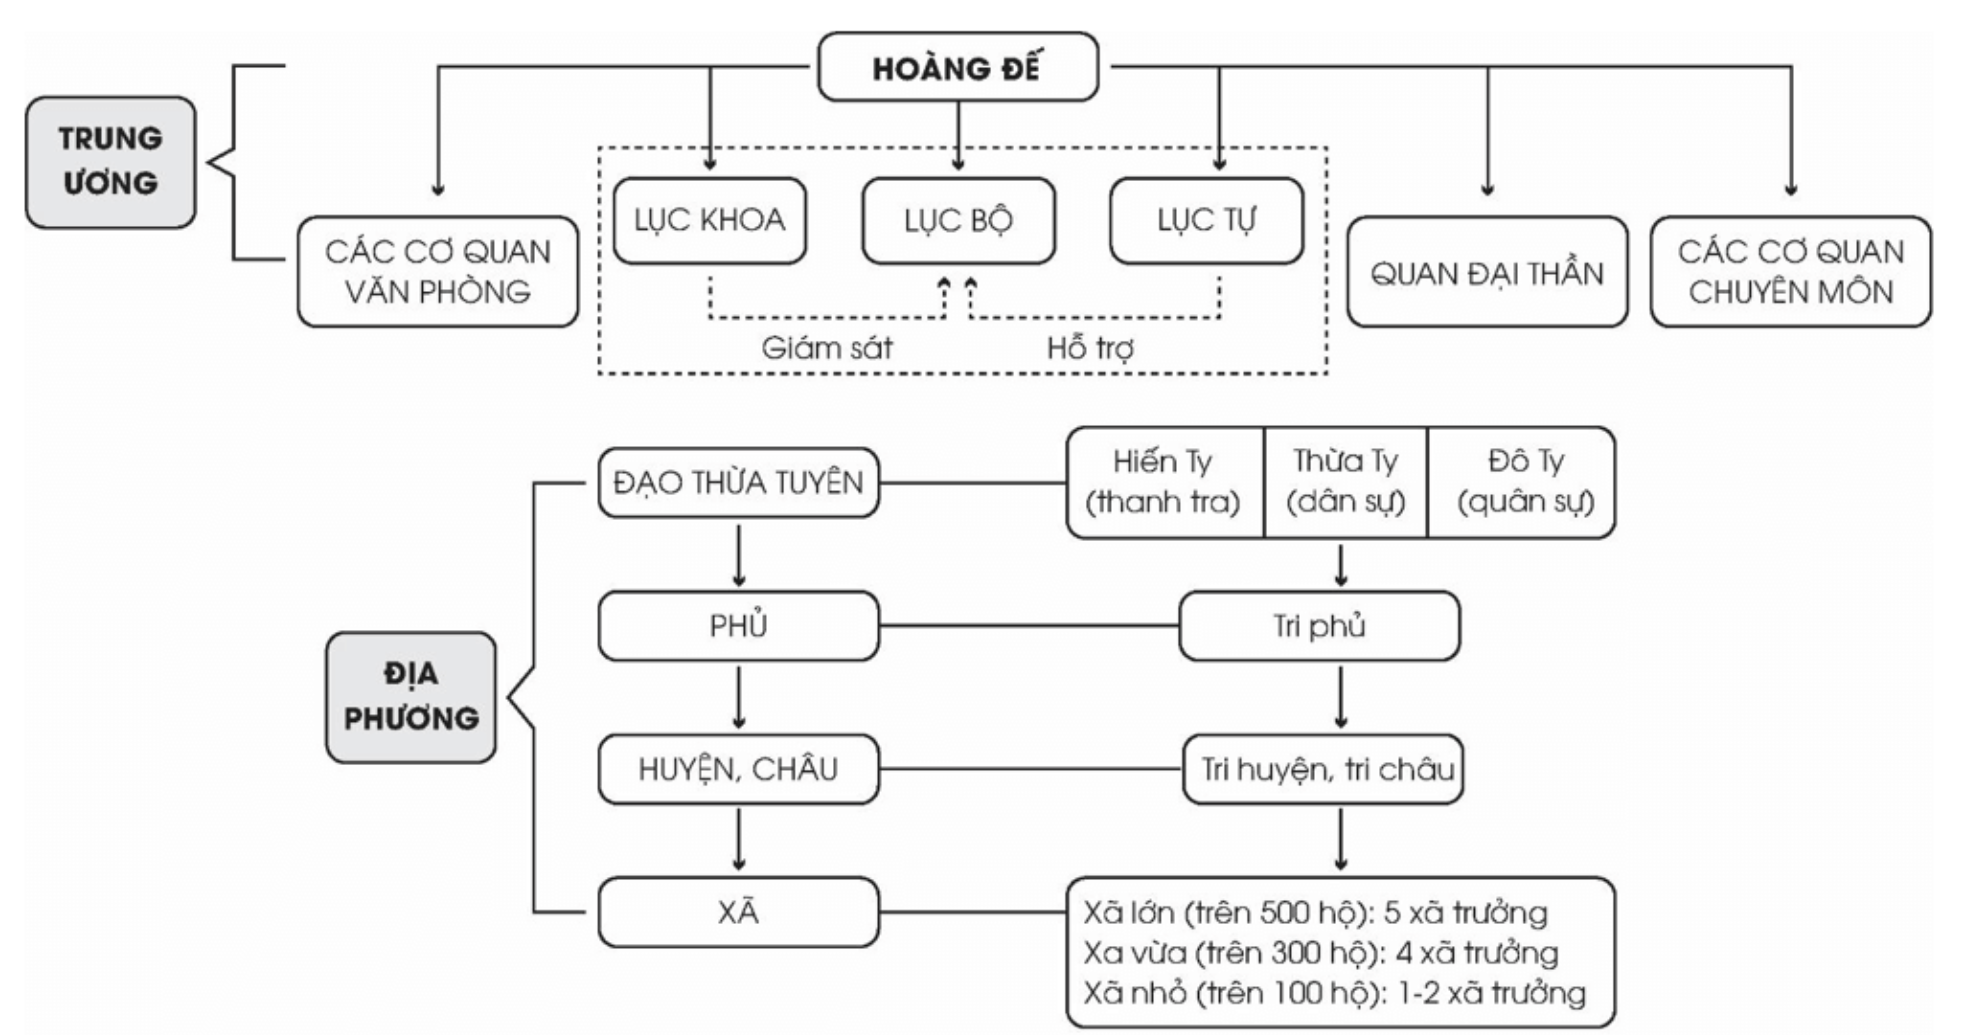 HOÀNG ĐẾ
TRUNG
ƯƠNG
LỤC KHOA
LỤC BỘ
LỤC TỰ
CÁC CƠ QUAN
VĂN PHÒNG
QUAN ĐẠI THẦN
CÁC CƠ QUAN
CHUYÊN MÔN
Giám sát
Hỗ trợ
ĐẠO THỪA TUYÊN
Hiến Ty
(thanh tra)
Thừa Ty
(dân sự)
Đô Ty
(quân sự)
PHỦ
Tri phủ
ĐỊA
PHƯƠNG
HUYỆN, CHÂU
Tri huyện, tri châu
XÃ
Xã lớn (trên 500 hộ): 5 xã trưởng
Xa vừa (trên 300 hộ): 4 xã trưởng
Xã nhỏ (trên 100 hộ): 1-2 xã trưởng